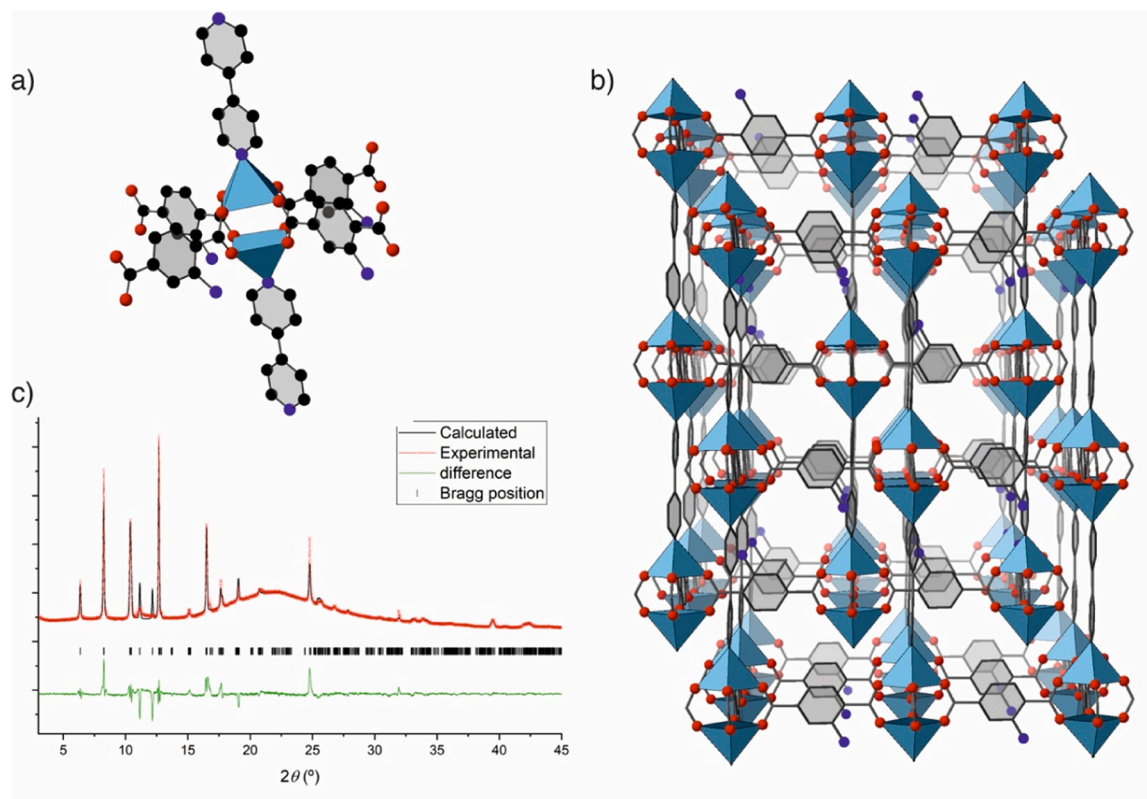 a)
b)
c)
Calculated
Experimental
difference
Bragg position
5 10 15 20 25 30 35 40 45
2θ (º)